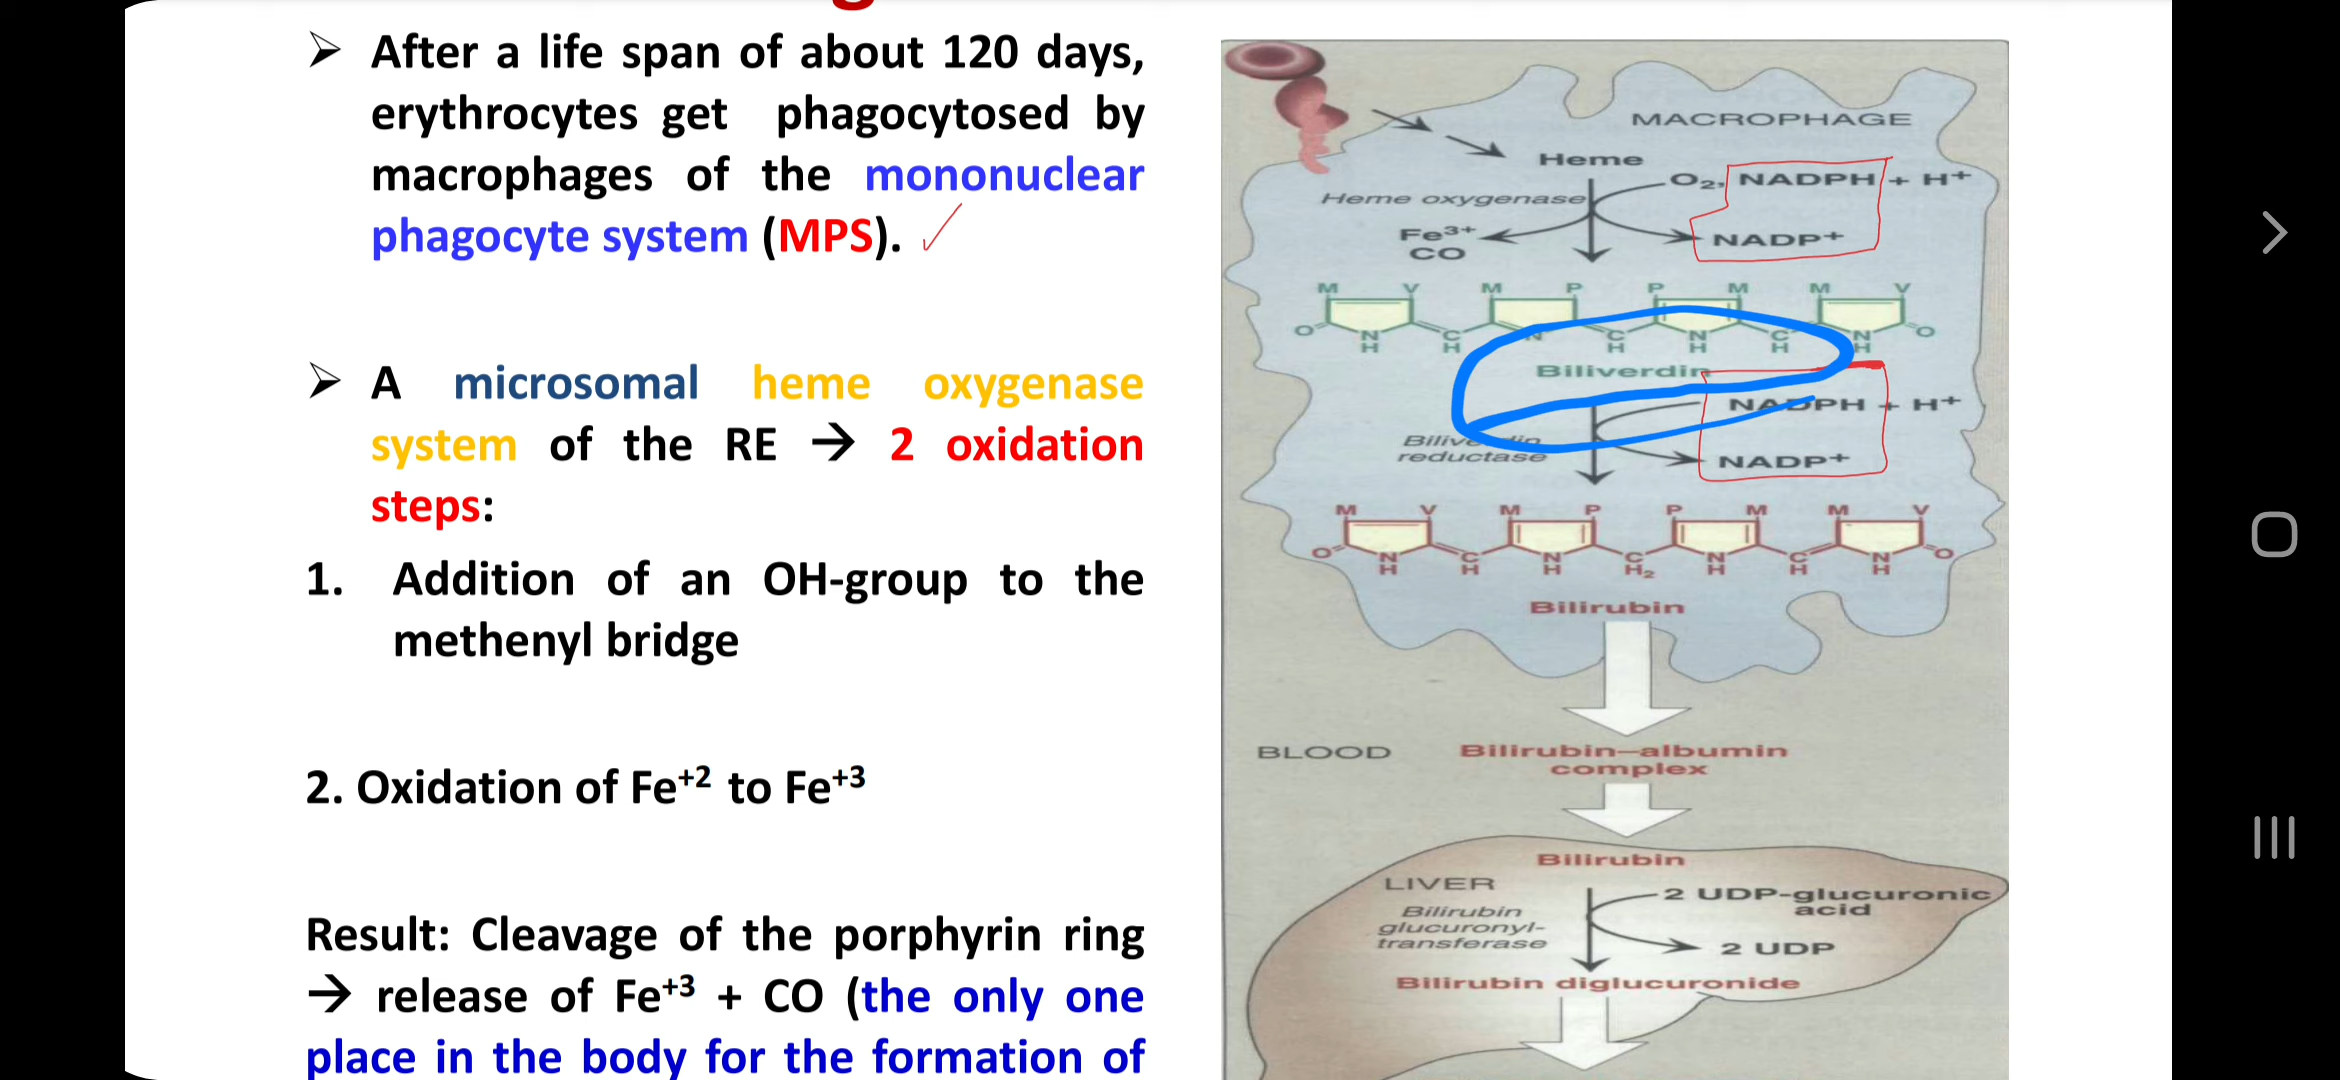 ➢ After a life span of about 120 days,
erythrocytes get phagocytosed by
macrophages of the mononuclear
phagocyte system (MPS).
➢ A microsomal heme oxygenase
system of the RE → 2 oxidation
steps:
1. Addition of an OH-group to the
methenyl bridge
2. Oxidation of Fe+2 to Fe+3
Result: Cleavage of the porphyrin ring
→ release of Fe+3 + CO (the only one
place in the body for the formation of
MACROPHAGE
Heme
O2, NADPH + H+
Heme oxygenase
Fe3+
CO
NADP+
M V M P P M M V
O N H C H N C H N H C H N H O
Biliverdin
NADPH + H+
Biliverdin
reductase
NADP+
M V M P P M M V
O N H C H N H C H2 N H C H N H O
Bilirubin
BLOOD
Bilirubin–albumin
complex
Bilirubin
LIVER
2 UDP-glucuronic
acid
Bilirubin
glucuronyl-
transferase
2 UDP
Bilirubin diglucuronide